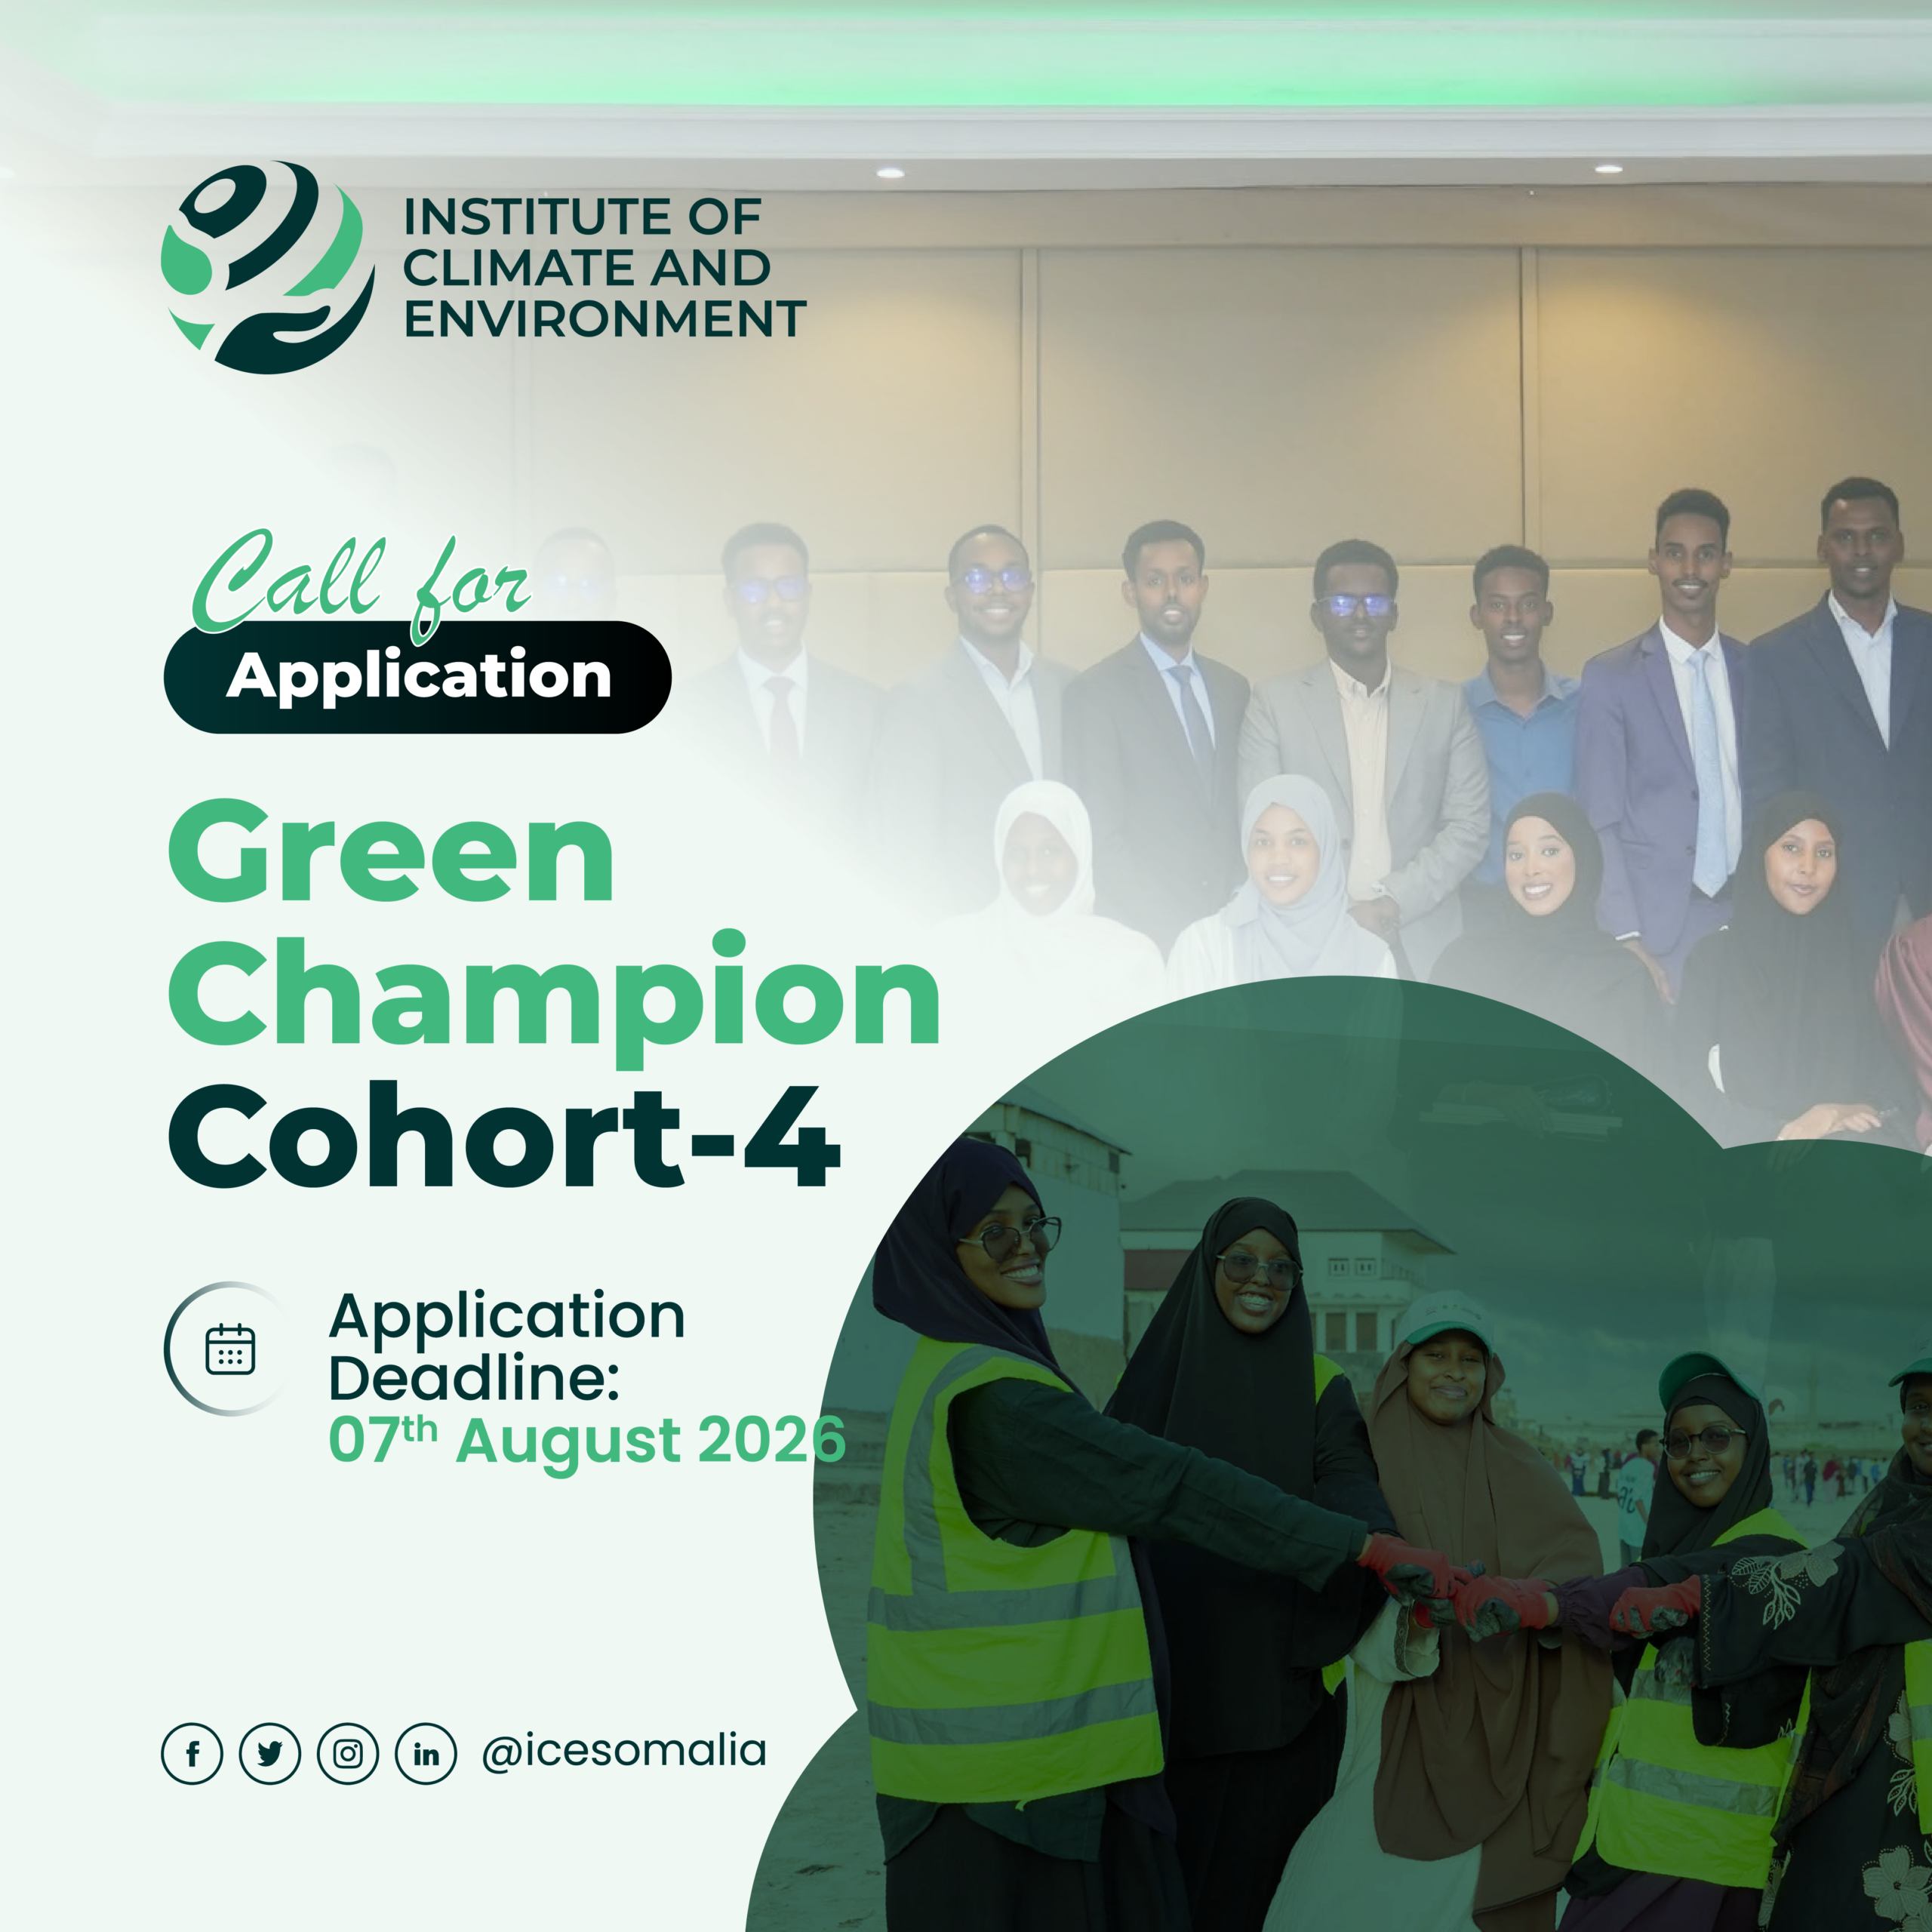 INSTITUTE OF
CLIMATE AND
ENVIRONMENT
Call for
Application
Green
Champion
Cohort-4
Application
Deadline:
07th August 2026
@icesomalia